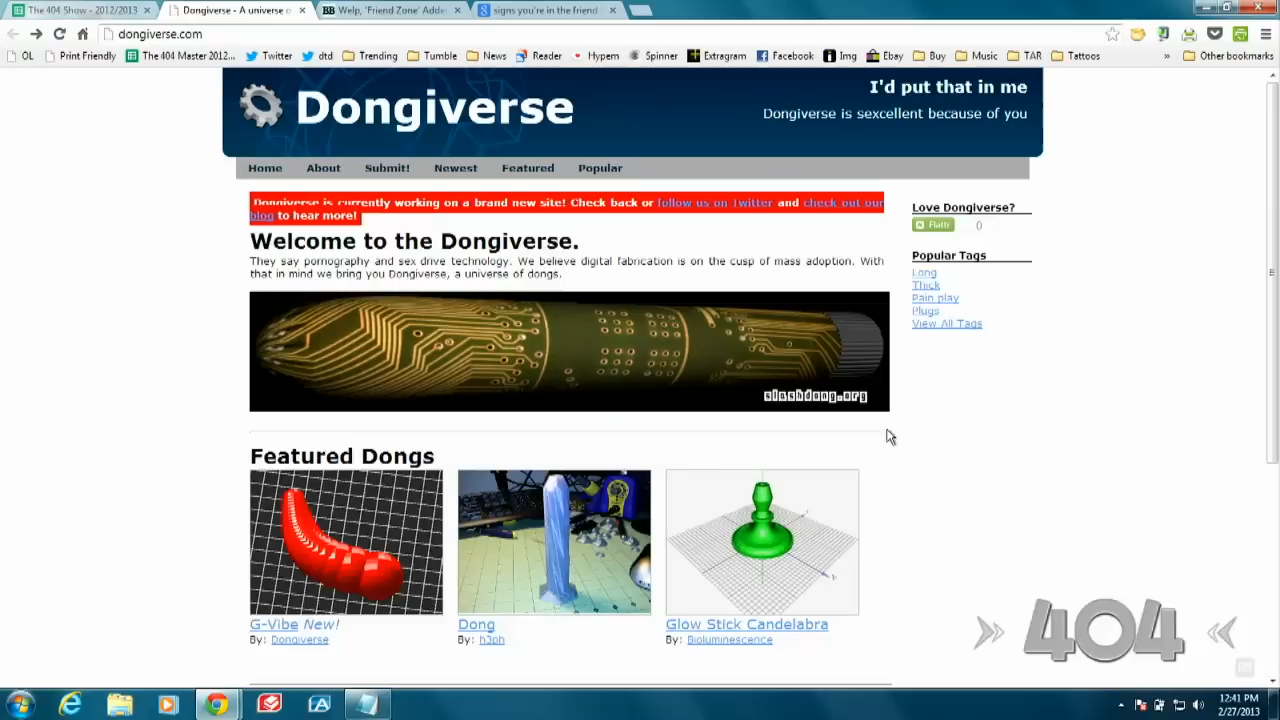 The 404 Show - 2012/2013
Dongiverse - A universe o
BB Welp, 'Friend Zone' Adde
signs you're in the friend
dongiverse.com
OL Print Friendly The 404 Master 2012... Twitter dtd Trending Tumble News Reader Hypem Spinner Extragram Facebook Img Ebay Buy Music TAR Tattoos » Other bookmarks
Dongiverse
I'd put that in me
Dongiverse is sexcellent because of you
Home About Submit! Newest Featured Popular
Dongiverse is currently working on a brand new site! Check back or follow us on Twitter and check out our
blog to hear more!
Welcome to the Dongiverse.
They say pornography and sex drive technology. We believe digital fabrication is on the cusp of mass adoption. With
that in mind we bring you Dongiverse, a universe of dongs.
slashdong.org
Love Dongiverse?
Flattr 0
Popular Tags
Long
Thick
Pain play
Plugs
View All Tags
Featured Dongs
G-Vibe New!
By: Dongiverse
Dong
By: h3ph
Glow Stick Candelabra
By: Bioluminescence
404
12:41 PM
2/27/2013